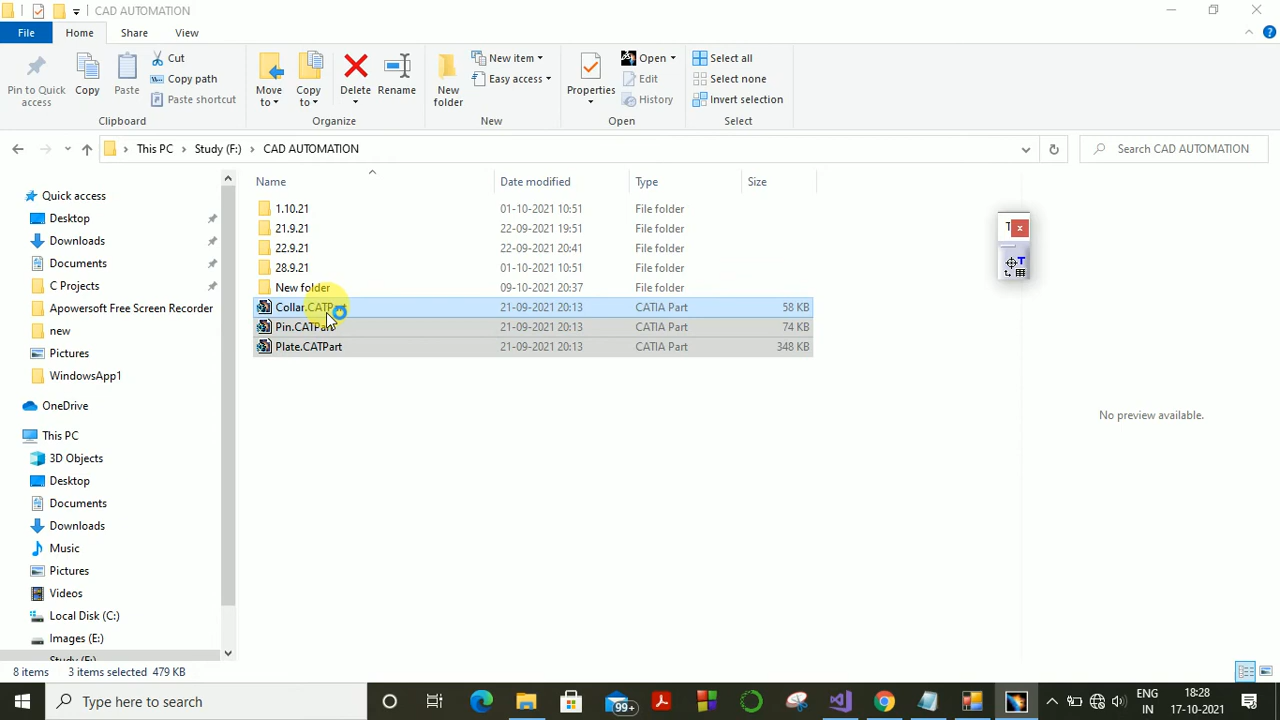 CAD AUTOMATION
File Home Share View
Pin to Quick access
Copy
Paste
Cut
Copy path
Paste shortcut
Clipboard
Move to
Copy to
Delete
Rename
Organize
New folder
New item
Easy access
New
Properties
Open
Edit
History
Open
Select all
Select none
Invert selection
Select
This PC > Study (F:) > CAD AUTOMATION
Search CAD AUTOMATION
Name Date modified Type Size
1.10.21 01-10-2021 10:51 File folder
21.9.21 22-09-2021 19:51 File folder
22.9.21 22-09-2021 20:41 File folder
28.9.21 01-10-2021 10:51 File folder
New folder 09-10-2021 20:37 File folder
Collar.CATPart 21-09-2021 20:13 CATIA Part 58 KB
Pin.CATPart 21-09-2021 20:13 CATIA Part 74 KB
Plate.CATPart 21-09-2021 20:13 CATIA Part 348 KB
Quick access
Desktop
Downloads
Documents
C Projects
Apowersoft Free Screen Recorder
new
Pictures
WindowsApp1
OneDrive
This PC
3D Objects
Desktop
Documents
Downloads
Music
Pictures
Videos
Local Disk (C:)
Images (E:)
Study (F:)
T x
T
No preview available.
8 items 3 items selected 479 KB
Type here to search
99+
ENG
IN
18:28
17-10-2021